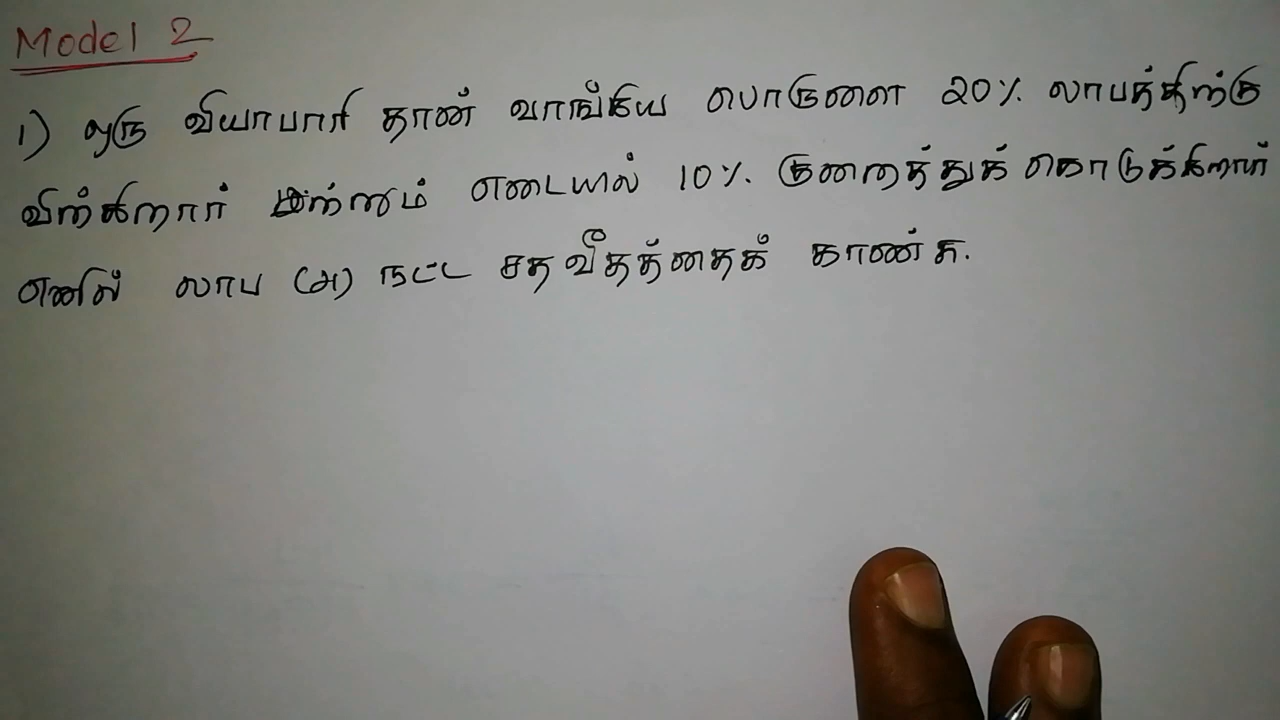 Model 2
1) ஒரு வியாபாரி தான் வாங்கிய பொருளை 20% லாபத்திற்கு
விற்கிறார் மற்றும் எடையில் 10% குறைத்துக் கொடுக்கிறார்
எனில் லாப (அ) நட்ட சதவீதத்தைக் காண்க.